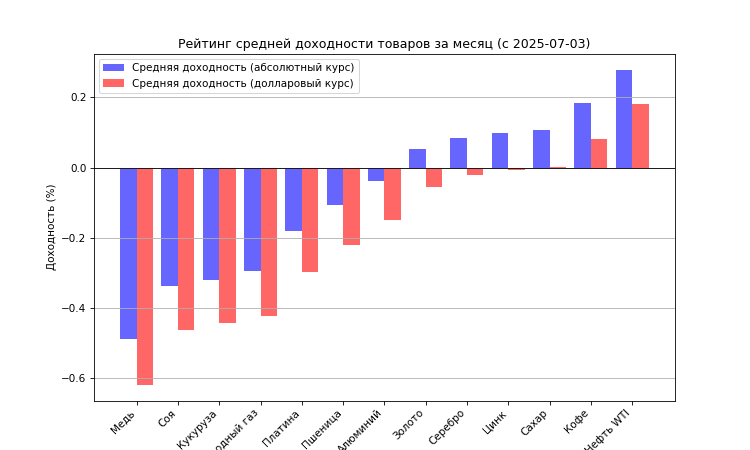 Рейтинг средней доходности товаров за месяц (с 2025-07-03)
Средняя доходность (абсолютный курс)
Средняя доходность (долларовый курс)
Доходность (%)
0.2
0.0
−0.2
−0.4
−0.6
Медь
Соя
Кукуруза
одный газ
Платина
Пшеница
Алюминий
Золото
Серебро
Цинк
Сахар
Кофе
Нефть WTI